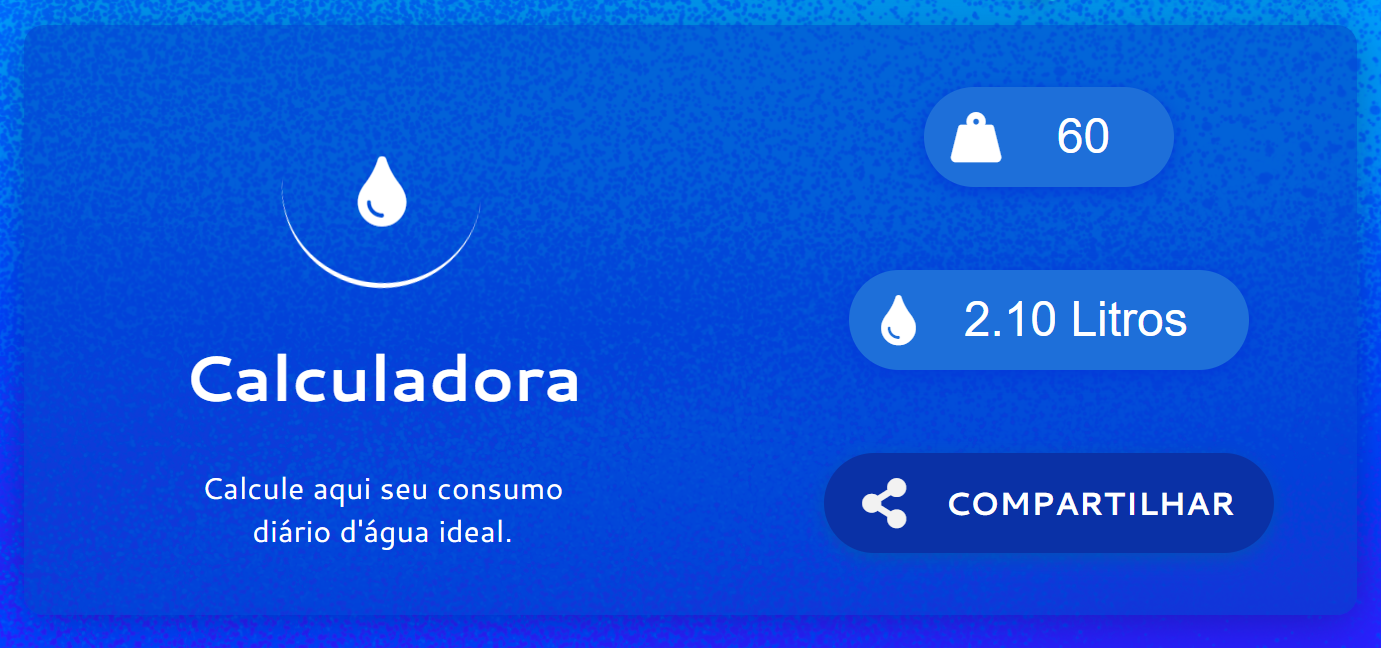 Calculadora
Calcule aqui seu consumo
diário d'água ideal.
60
2.10 Litros
COMPARTILHAR